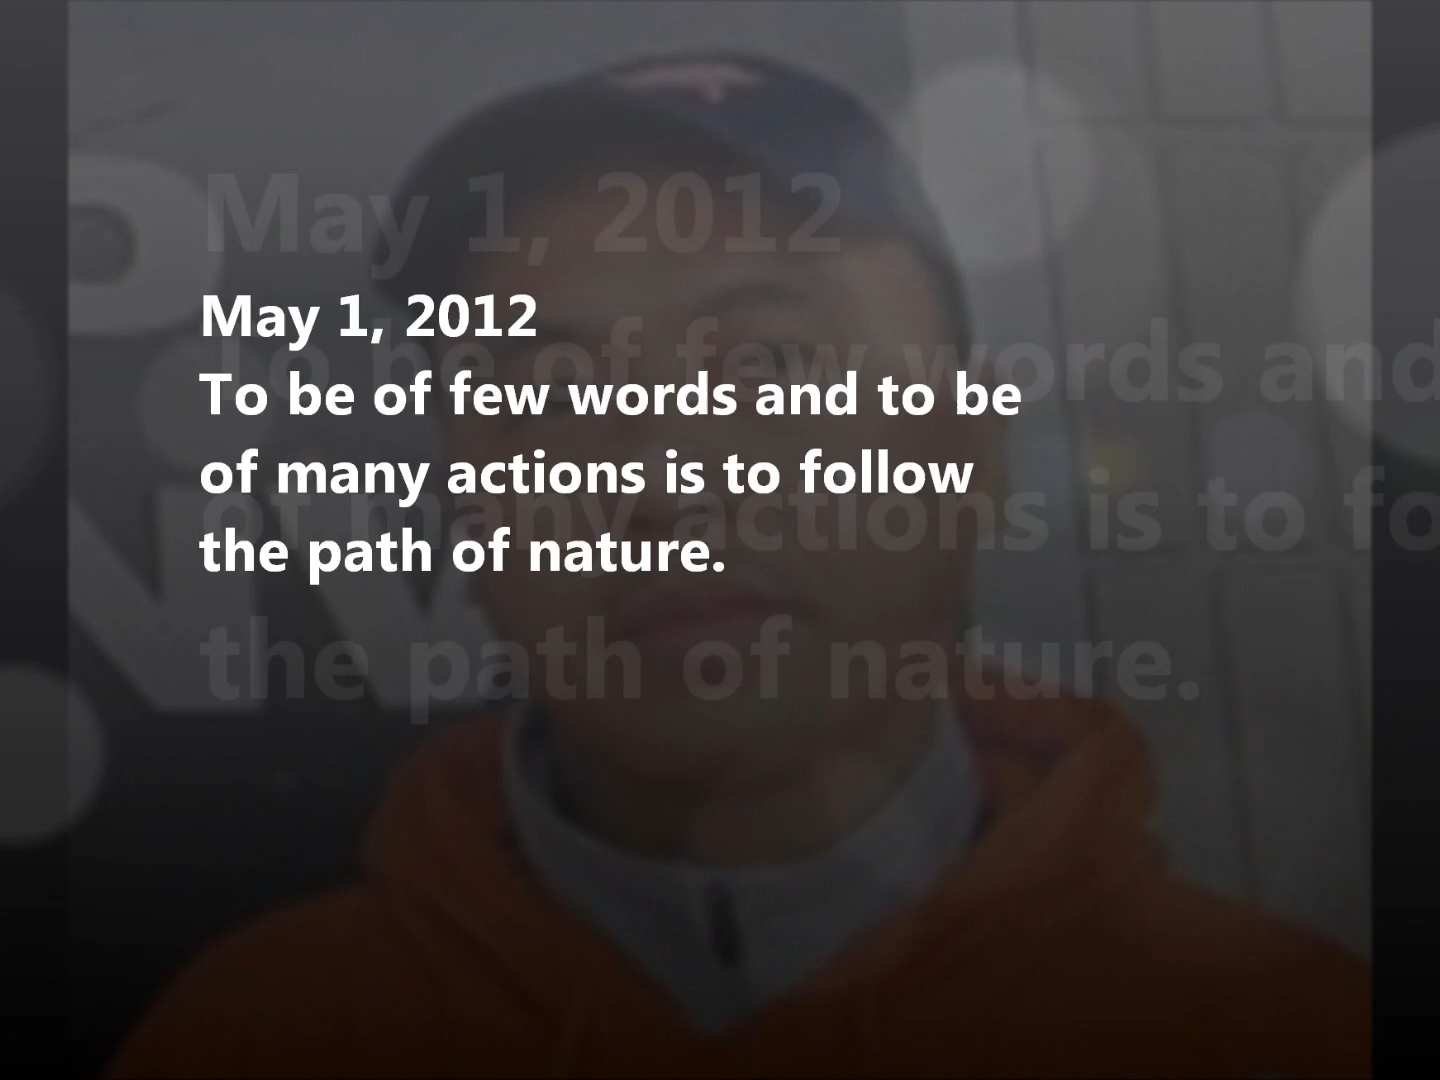 May 1, 2012
To be of few words and to be
of many actions is to follow
the path of nature.